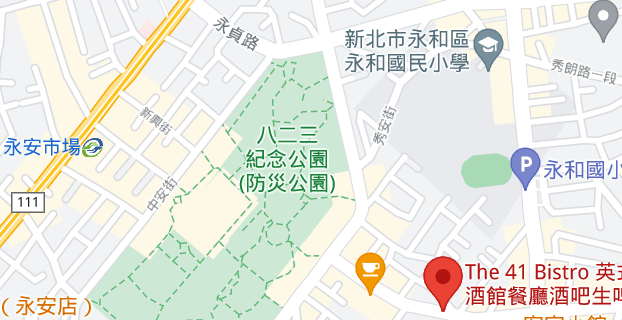 永貞路
新北市永和區
永和國民小學
秀朗路一段
新興街
秀安街
八二三
紀念公園
(防災公園)
永安市場
P
永和國小
中安街
111
The 41 Bistro 英式
酒館餐廳酒吧生啤
(永安店)